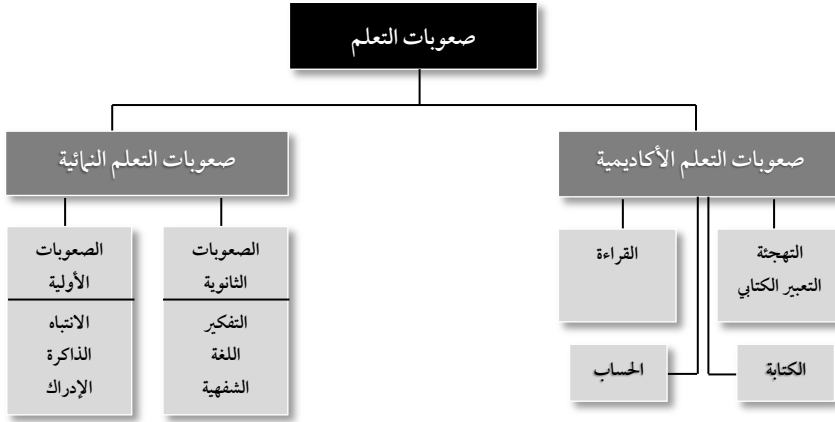 صعوبات التعلم
صعوبات التعلم الأكاديمية
صعوبات التعلم النمائية
التهجئة
التعبير الكتابي
القراءة
الكتابة
الحساب
الصعوبات
الثانوية
التفكير
اللغة
الشفهية
الصعوبات
الأولية
الانتباه
الذاكرة
الإدراك